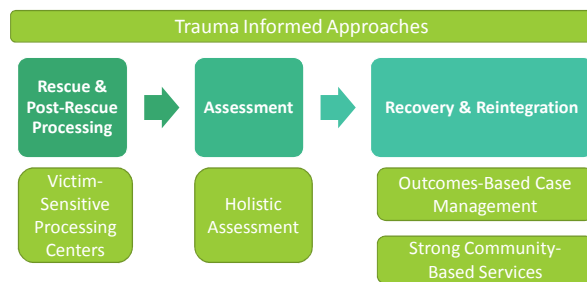 Trauma Informed Approaches
Rescue &
Post-Rescue
Processing
Assessment
Recovery & Reintegration
Victim-
Sensitive
Processing
Centers
Holistic
Assessment
Outcomes-Based Case
Management
Strong Community-
Based Services